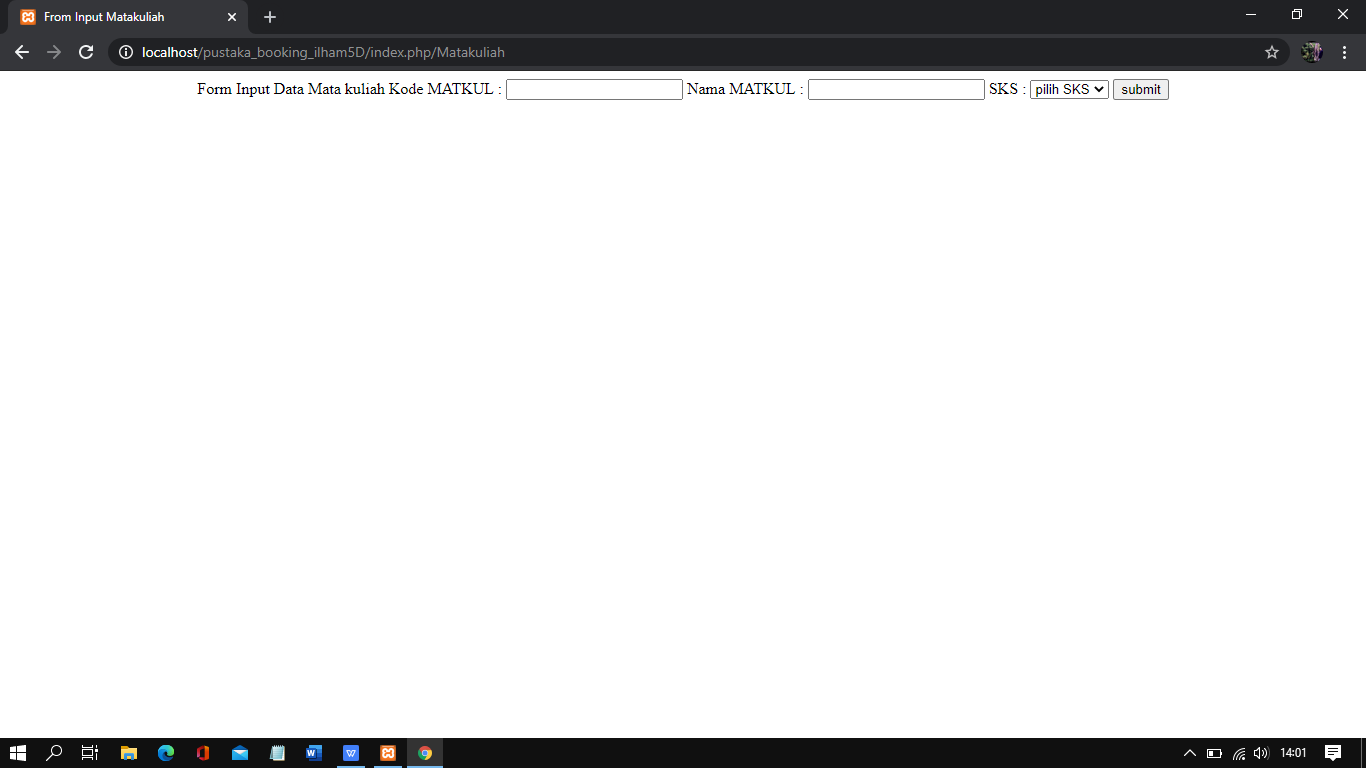 From Input Matakuliah
localhost/pustaka_booking_ilham5D/index.php/Matakuliah
Form Input Data Mata kuliah Kode MATKUL : Nama MATKUL : SKS : pilih SKS submit
14:01